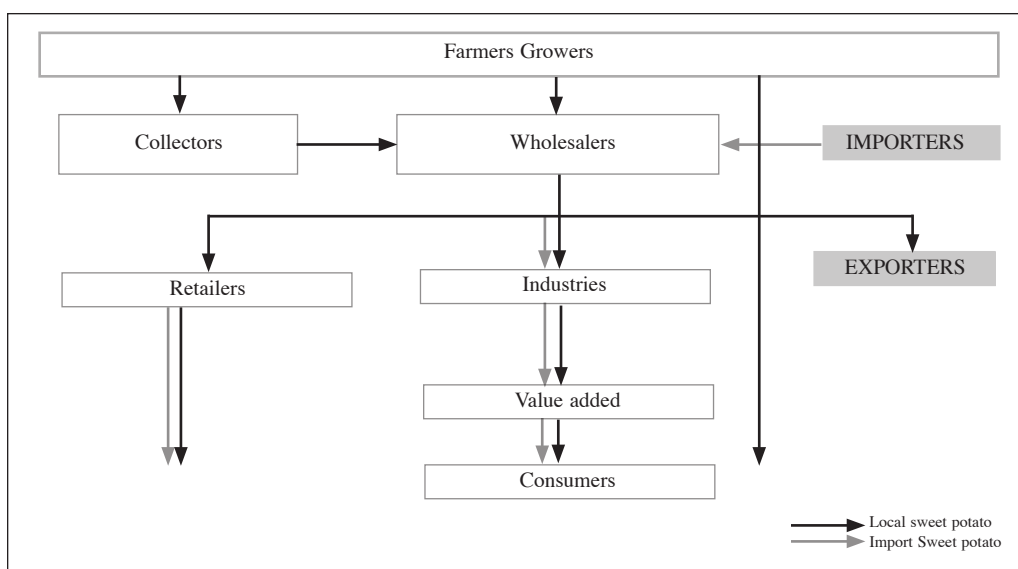 Farmers Growers
Collectors
Wholesalers
IMPORTERS
EXPORTERS
Retailers
Industries
Value added
Consumers
Local sweet potato
Import Sweet potato